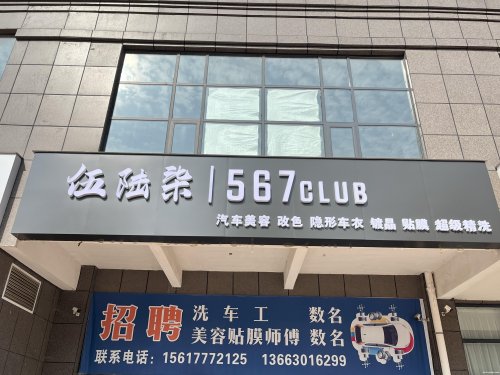 伍陆柒|567CLUB
汽车美容 改色 隐形车衣 镀晶 贴膜 超级精洗
招聘 洗车工 数名
美容贴膜师傅 数名
联系电话：15617772125 13663016299